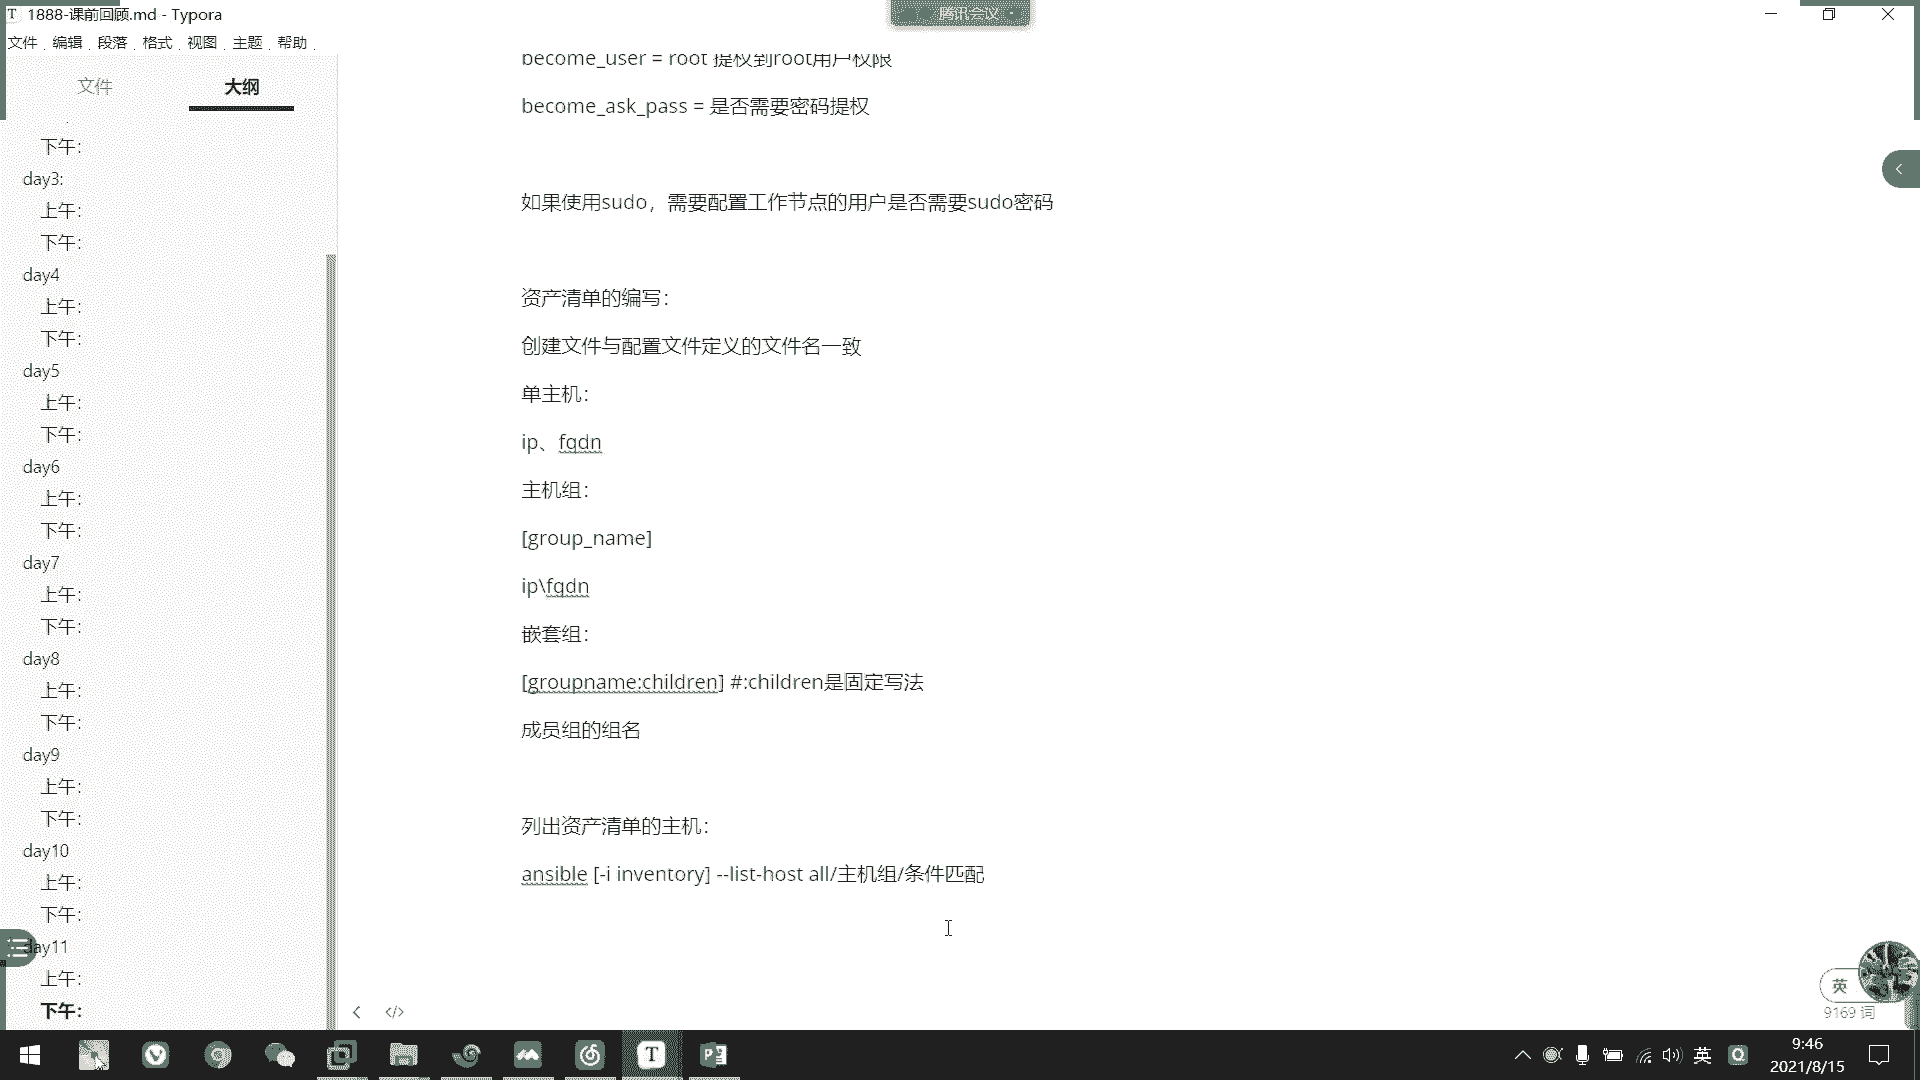 1888-课前回顾.md - Typora
腾讯会议
文件 编辑 段落 格式 视图 主题 帮助
文件 大纲
下午:
day3:
上午:
下午:
day4
上午:
下午:
day5
上午:
下午:
day6
上午:
下午:
day7
上午:
下午:
day8
上午:
下午:
day9
上午:
下午:
day10
上午:
下午:
day11
上午:
下午:
become_user = root 提权到root用户权限
become_ask_pass = 是否需要密码提权
如果使用sudo，需要配置工作节点的用户是否需要sudo密码
资产清单的编写：
创建文件与配置文件定义的文件名一致
单主机：
ip、fqdn
主机组：
[group_name]
ip\fqdn
嵌套组：
[groupname:children] #:children是固定写法
成员组的组名
列出资产清单的主机：
ansible [-i inventory] --list-host all/主机组/条件匹配
英
9169 词
英
9:46
2021/8/15